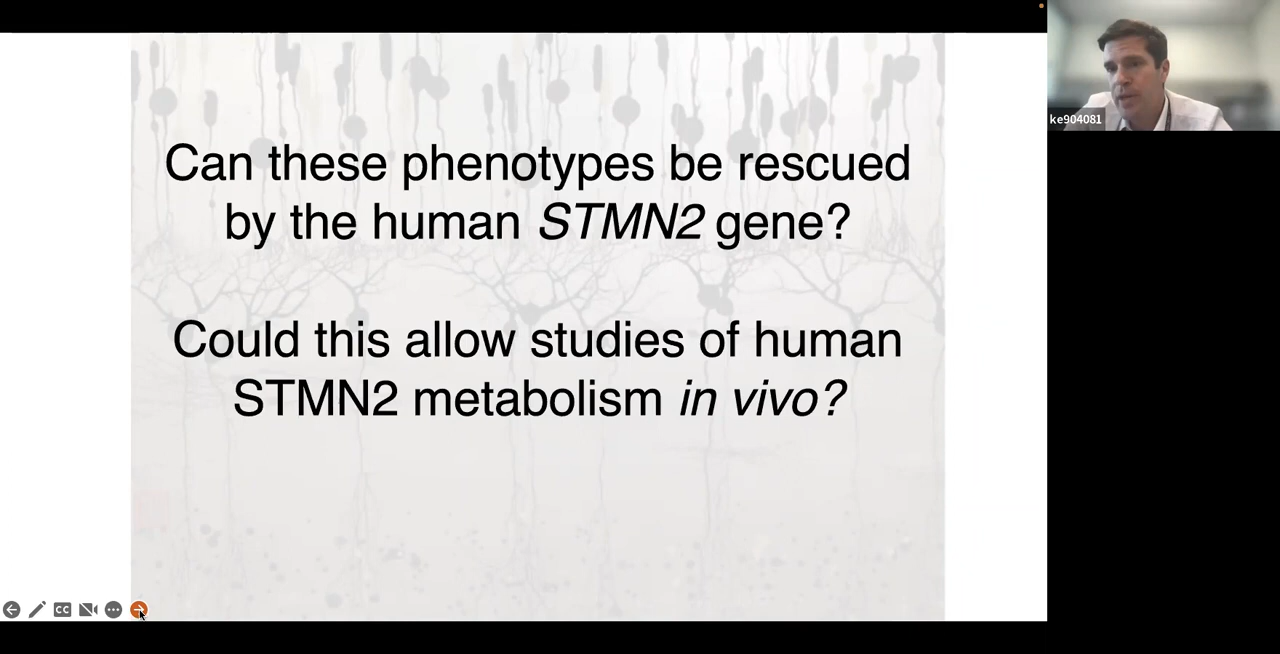 Can these phenotypes be rescued
by the human STMN2 gene?
Could this allow studies of human
STMN2 metabolism in vivo?
ke904081
CC